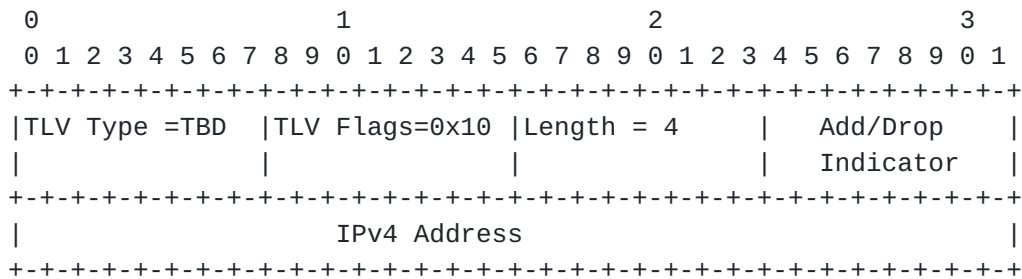 0                   1                   2                   3
 0 1 2 3 4 5 6 7 8 9 0 1 2 3 4 5 6 7 8 9 0 1 2 3 4 5 6 7 8 9 0 1
+-+-+-+-+-+-+-+-+-+-+-+-+-+-+-+-+-+-+-+-+-+-+-+-+-+-+-+-+-+-+-+-+
|TLV Type =TBD  |TLV Flags=0x10 |Length = 4     |   Add/Drop    |
|               |               |               |   Indicator   |
+-+-+-+-+-+-+-+-+-+-+-+-+-+-+-+-+-+-+-+-+-+-+-+-+-+-+-+-+-+-+-+-+
|                    IPv4 Address                               |
+-+-+-+-+-+-+-+-+-+-+-+-+-+-+-+-+-+-+-+-+-+-+-+-+-+-+-+-+-+-+-+-+